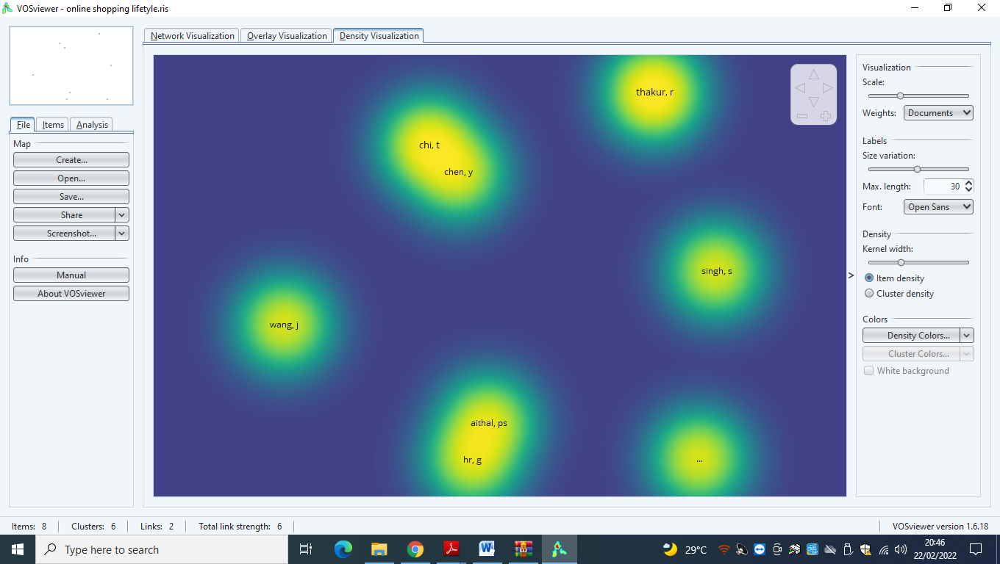 VOSviewer - online shopping lifetyle.ris
Network Visualization
Overlay Visualization
Density Visualization
File
Items
Analysis
Map
Create...
Open...
Save...
Share
Screenshot...
Info
Manual
About VOSviewer
thakur, r
chi, t
chen, y
singh, s
wang, j
aithal, ps
hr, g
...
Visualization
Scale:
Weights: Documents
Labels
Size variation:
Max. length: 30
Font: Open Sans
Density
Kernel width:
Item density
Cluster density
Colors
Density Colors...
Cluster Colors...
White background
>
Items: 8
Clusters: 6
Links: 2
Total link strength: 6
VOSviewer version 1.6.18
Type here to search
29°C
20:46
22/02/2022